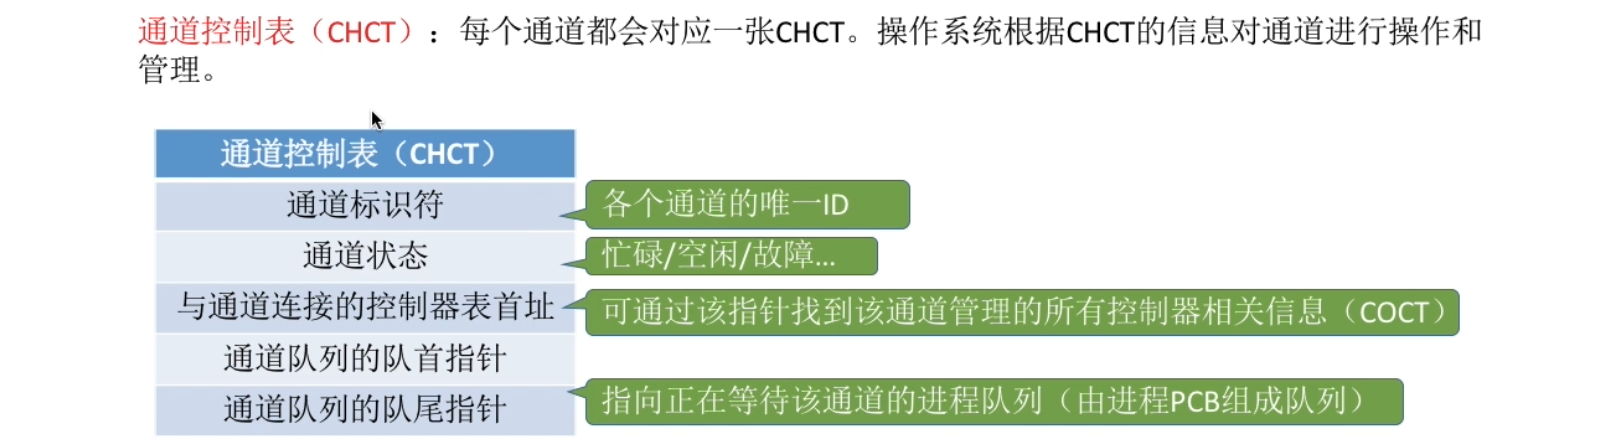 通道控制表（CHCT）：每个通道都会对应一张CHCT。操作系统根据CHCT的信息对通道进行操作和
管理。
通道控制表（CHCT）
通道标识符
各个通道的唯一ID
通道状态
忙碌/空闲/故障...
与通道连接的控制器表首址
可通过该指针找到该通道管理的所有控制器相关信息（COCT）
通道队列的队首指针
通道队列的队尾指针
指向正在等待该通道的进程队列（由进程PCB组成队列）